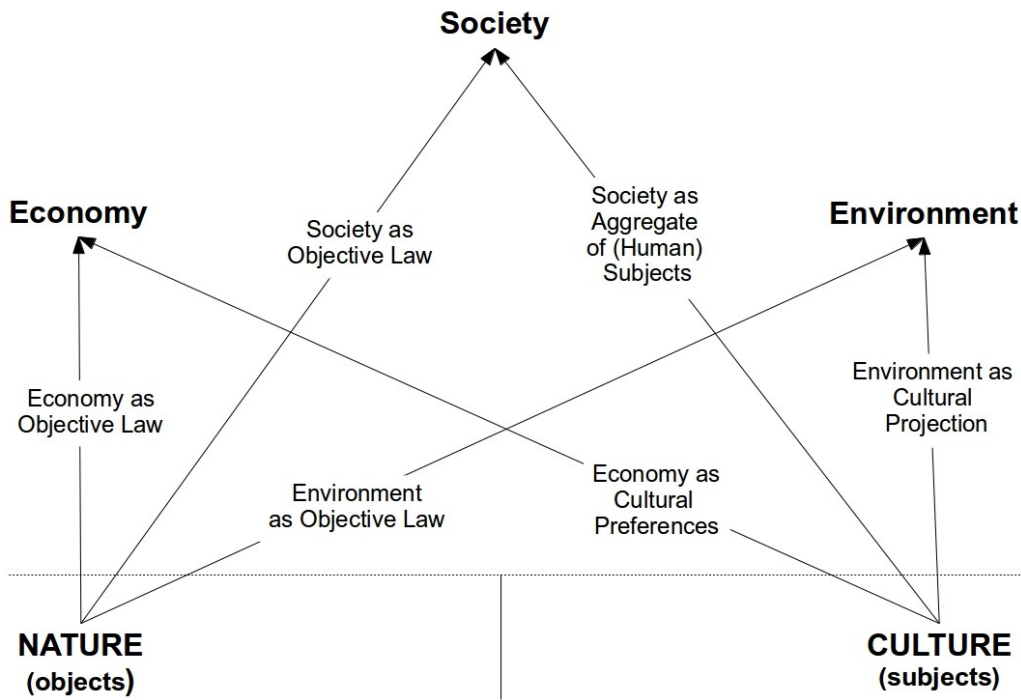 Society
Economy
Environment
Society as
Objective Law
Society as
Aggregate
of (Human)
Subjects
Economy as
Objective Law
Environment as
Cultural
Projection
Environment
as Objective Law
Economy as
Cultural
Preferences
NATURE
(objects)
CULTURE
(subjects)